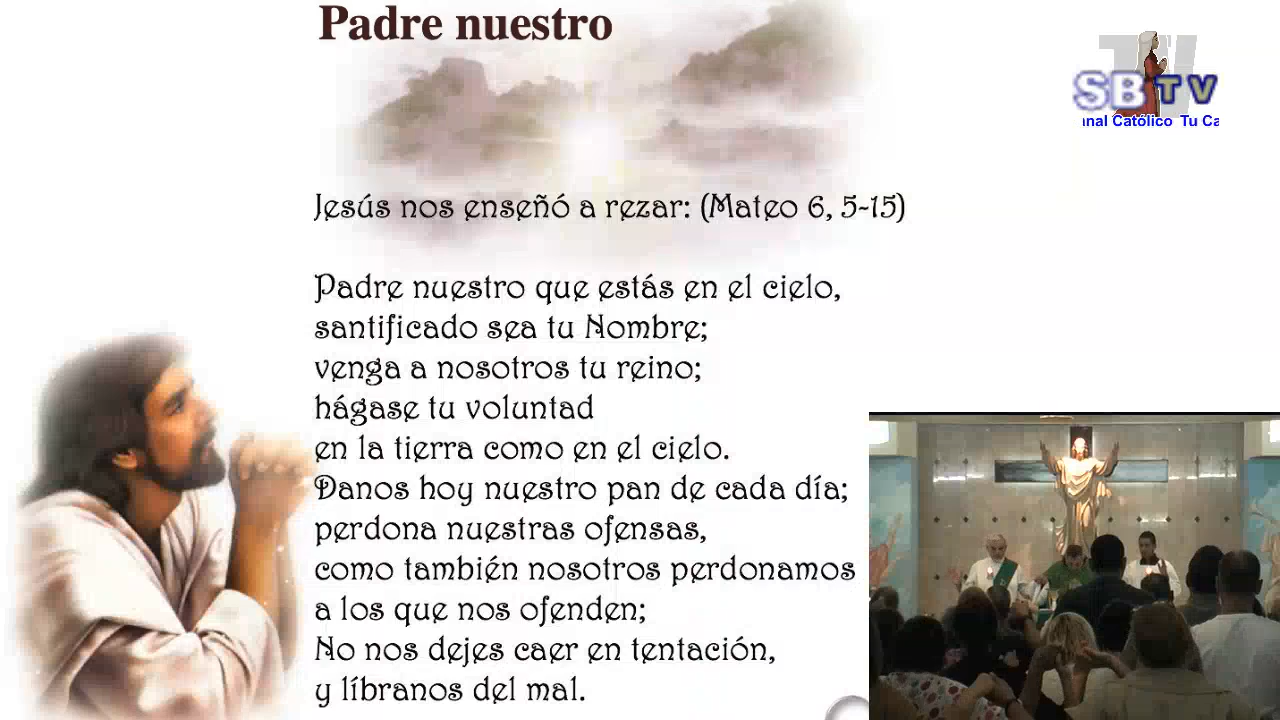 Padre nuestro
SBTV
nal Católico Tu Ca
Jesús nos enseñó a rezar: (Mateo 6, 5-15)
Padre nuestro que estás en el cielo,
santificado sea tu Nombre;
venga a nosotros tu reino;
hágase tu voluntad
en la tierra como en el cielo.
Danos hoy nuestro pan de cada día;
perdona nuestras ofensas,
como también nosotros perdonamos
a los que nos ofenden;
No nos dejes caer en tentación,
y líbranos del mal.